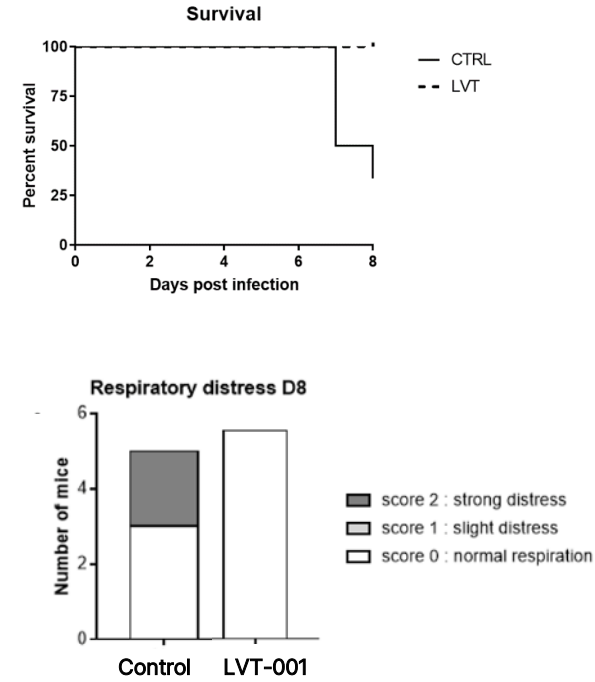 Survival
100
75
50
25
0
Percent survival
0 2 4 6 8
Days post infection
CTRL
LVT
Respiratory distress D8
6
4
2
0
Number of mice
Control LVT-001
score 2 : strong distress
score 1 : slight distress
score 0 : normal respiration